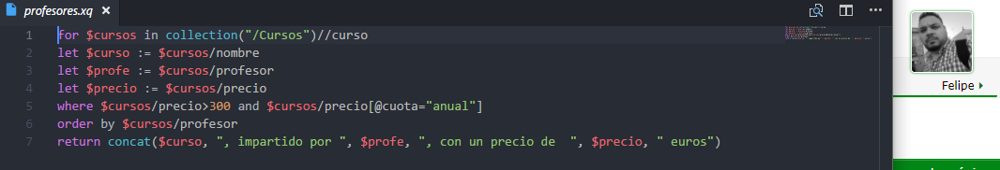 profesores.xq
1 for $cursos in collection("/Cursos")//curso
2 let $curso := $cursos/nombre
3 let $profe := $cursos/profesor
4 let $precio := $cursos/precio
5 where $cursos/precio>300 and $cursos/precio[@cuota="anual"]
6 order by $cursos/profesor
7 return concat($curso, ", impartido por ", $profe, ", con un precio de  ", $precio, " euros")
Felipe